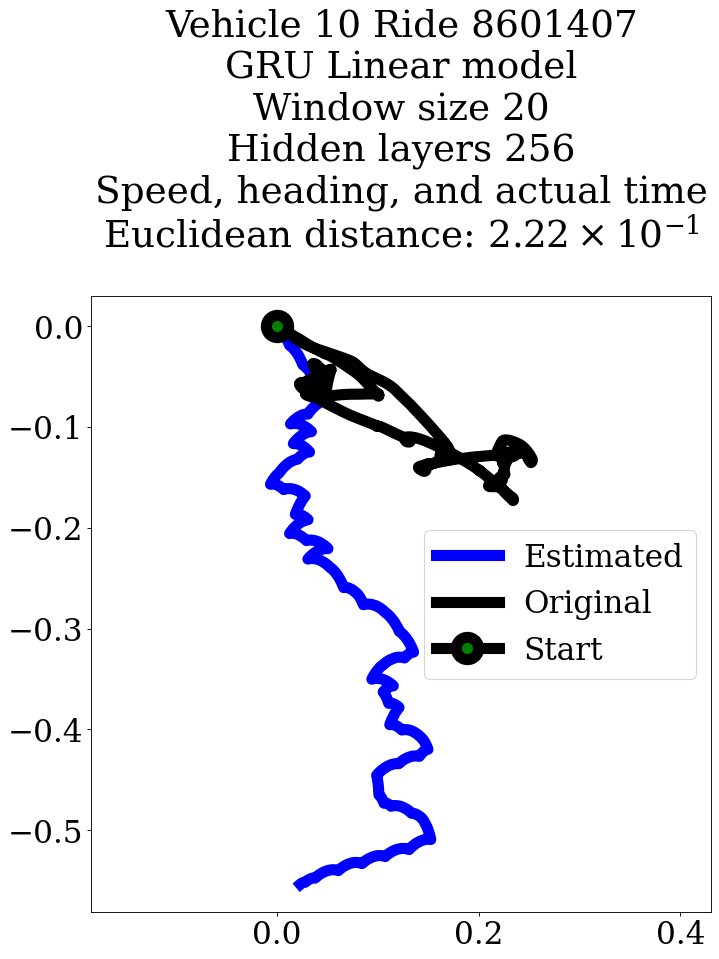 Vehicle 10 Ride 8601407
GRU Linear model
Window size 20
Hidden layers 256
Speed, heading, and actual time
Euclidean distance: 2.22 × 10⁻¹
0.0
−0.1
−0.2
−0.3
−0.4
−0.5
Estimated
Original
Start
0.0 0.2 0.4